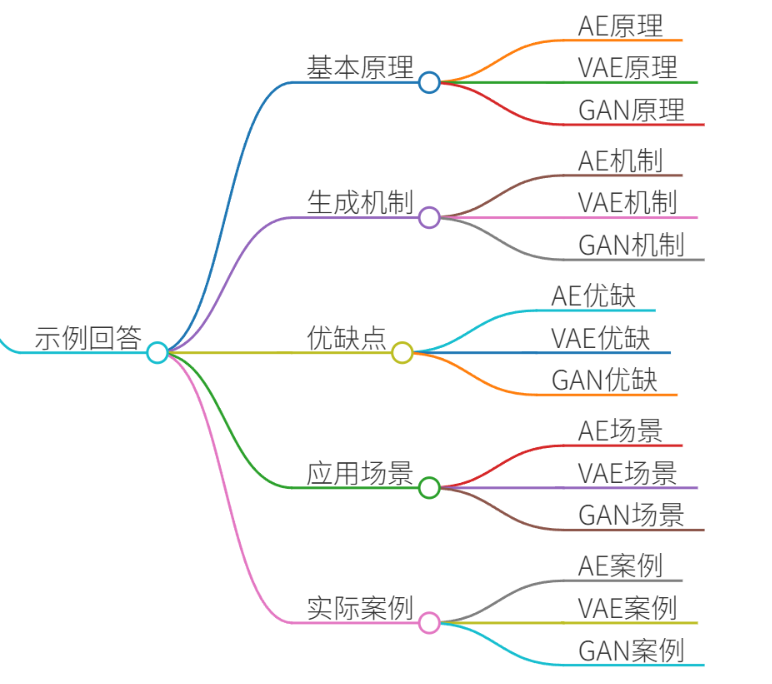 示例回答
基本原理
AE原理
VAE原理
GAN原理
生成机制
AE机制
VAE机制
GAN机制
优缺点
AE优缺
VAE优缺
GAN优缺
应用场景
AE场景
VAE场景
GAN场景
实际案例
AE案例
VAE案例
GAN案例